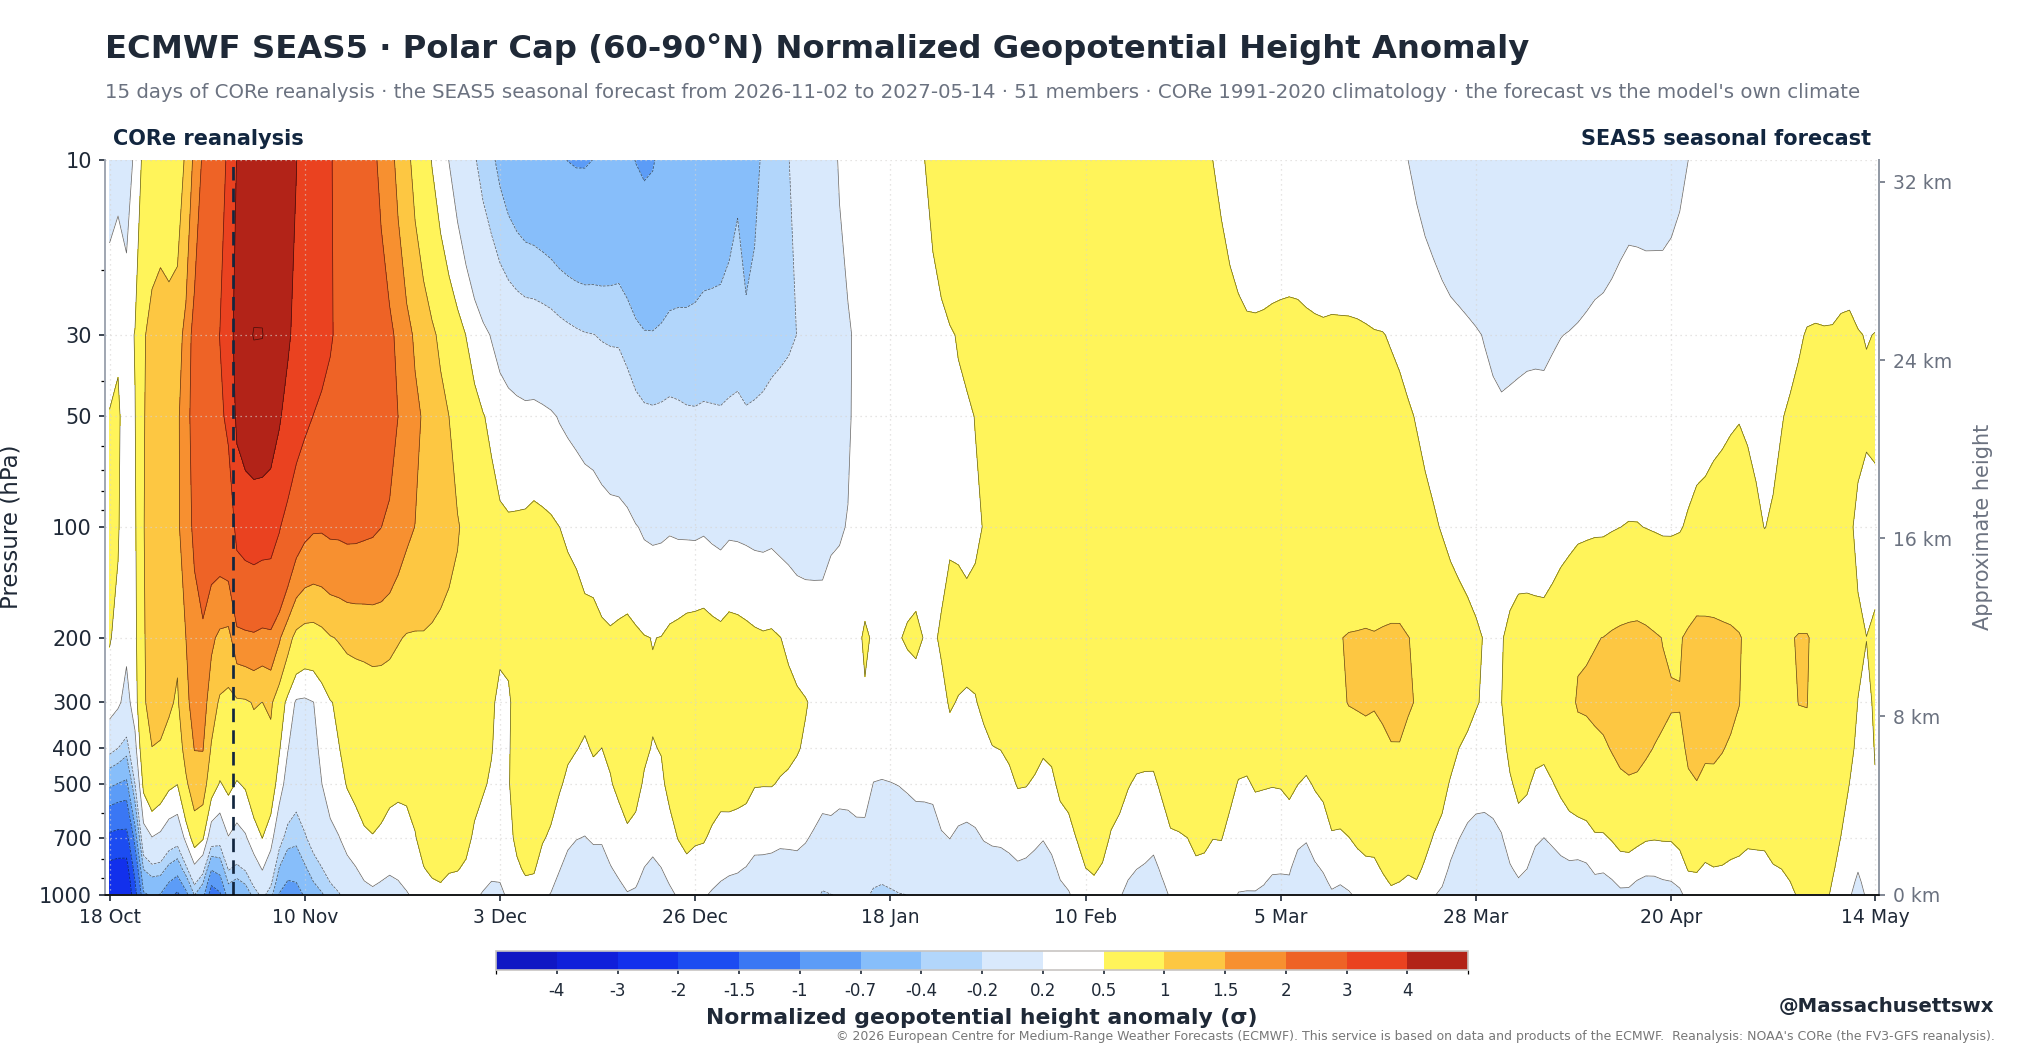 ECMWF SEAS5 · Polar Cap (60-90°N) Normalized Geopotential Height Anomaly
15 days of CORe reanalysis · the SEAS5 seasonal forecast from 2026-11-02 to 2027-05-14 · 51 members · CORe 1991-2020 climatology · the forecast vs the model's own climate
CORe reanalysis
SEAS5 seasonal forecast
Pressure (hPa)
10
30
50
100
200
300
400
500
700
1000
32 km
24 km
16 km
8 km
0 km
Approximate height
18 Oct 10 Nov 3 Dec 26 Dec 18 Jan 10 Feb 5 Mar 28 Mar 20 Apr 14 May
-4 -3 -2 -1.5 -1 -0.7 -0.4 -0.2 0.2 0.5 1 1.5 2 3 4
Normalized geopotential height anomaly (σ)
@Massachusettswx
© 2026 European Centre for Medium-Range Weather Forecasts (ECMWF). This service is based on data and products of the ECMWF. Reanalysis: NOAA's CORe (the FV3-GFS reanalysis).